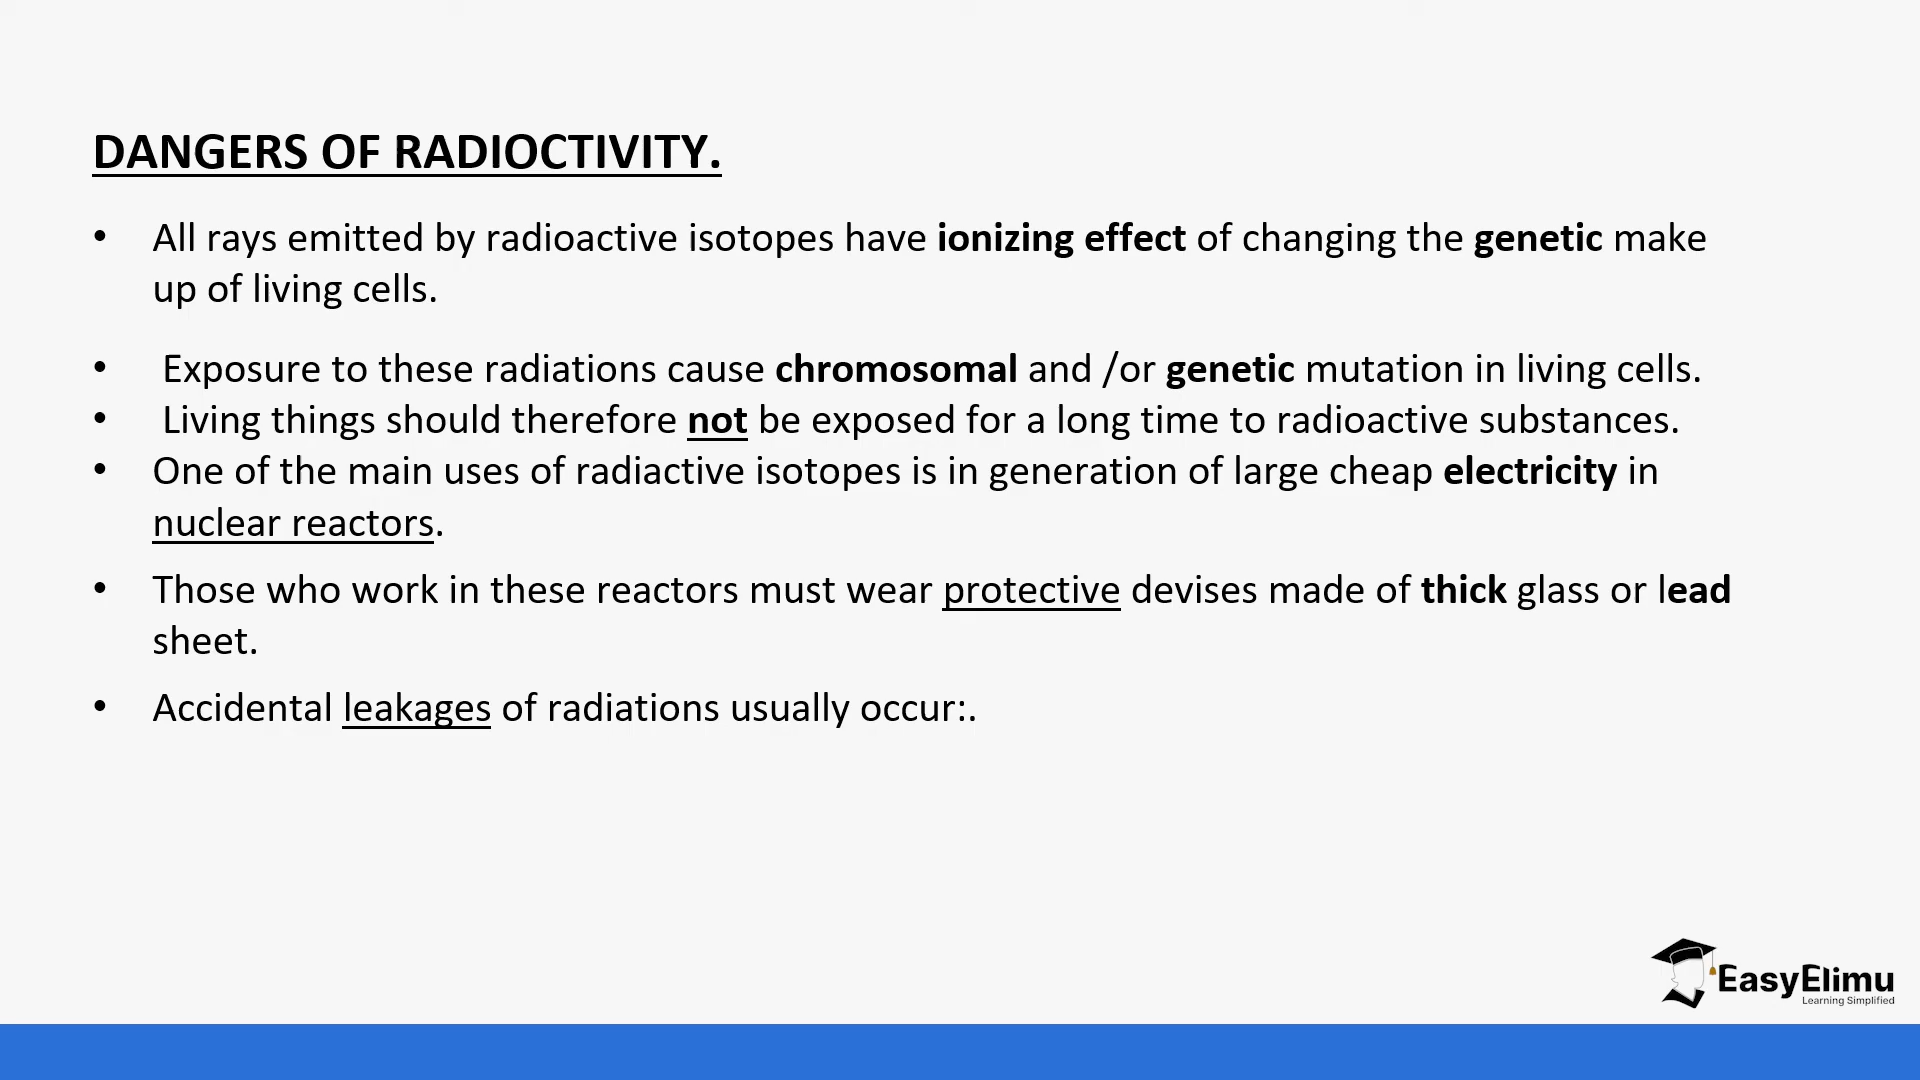 DANGERS OF RADIOCTIVITY.
• All rays emitted by radioactive isotopes have ionizing effect of changing the genetic make
up of living cells.
• Exposure to these radiations cause chromosomal and /or genetic mutation in living cells.
• Living things should therefore not be exposed for a long time to radioactive substances.
• One of the main uses of radiactive isotopes is in generation of large cheap electricity in
nuclear reactors.
• Those who work in these reactors must wear protective devises made of thick glass or lead
sheet.
• Accidental leakages of radiations usually occur:.
EasyElimu
Learning Simplified